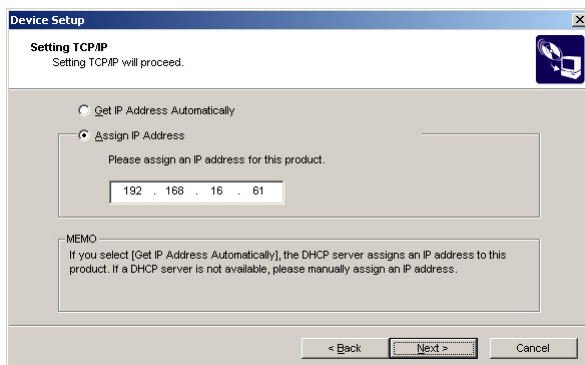 Device Setup
Setting TCP/IP
Setting TCP/IP will proceed.
Get IP Address Automatically
Assign IP Address
Please assign an IP address for this product.
192 . 168 . 16 . 61
MEMO
If you select [Get IP Address Automatically], the DHCP server assigns an IP address to this
product. If a DHCP server is not available, please manually assign an IP address.
< Back Next > Cancel